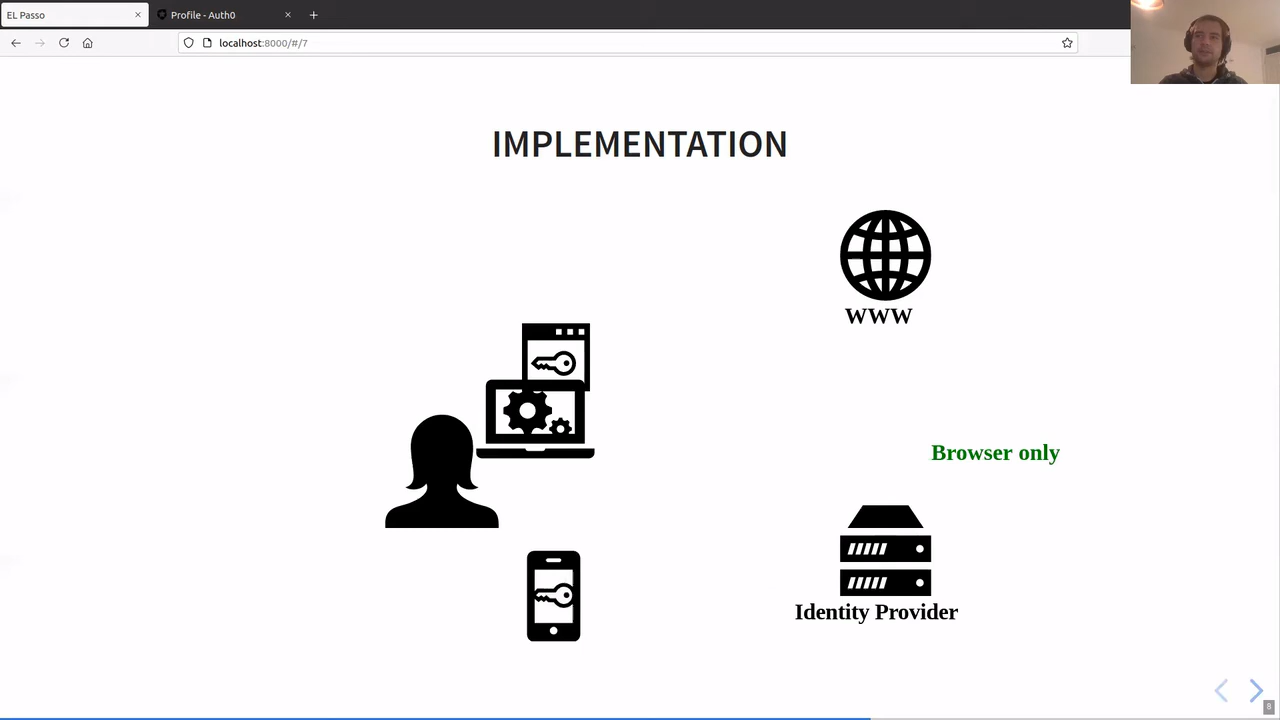 EL Passo
Profile - Auth0
localhost:8000/#/7
IMPLEMENTATION
WWW
Browser only
Identity Provider
8